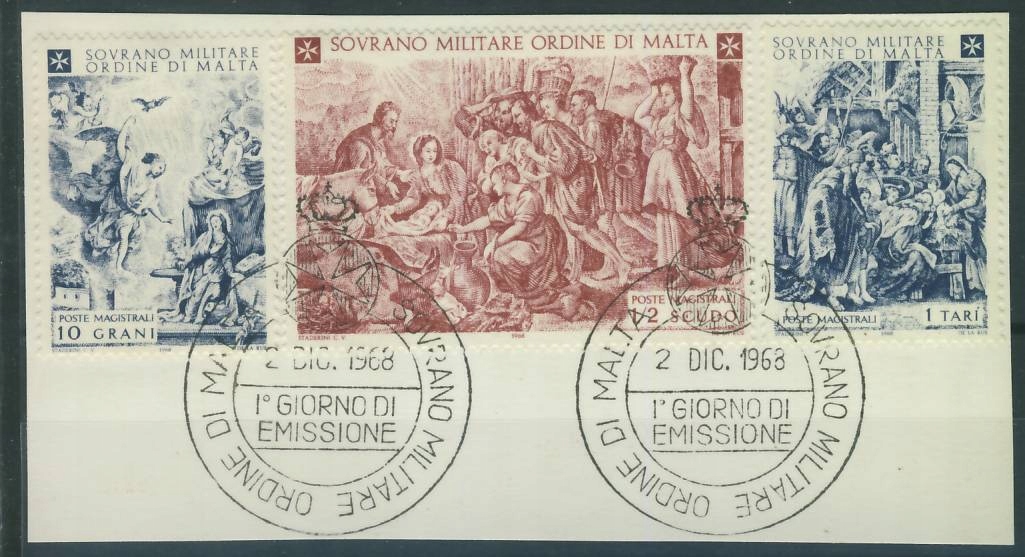 SOVRANO MILITARE
ORDINE DI MALTA
POSTE MAGISTRALI
10 GRANI
1968
SOVRANO MILITARE ORDINE DI MALTA
POSTE MAGISTRALI
1-2 SCUDO
STADERINI C. V.
1968
SOVRANO MILITARE
ORDINE DI MALTA
POSTE MAGISTRALI
1 TARÍ
SOVRANO MILITARE ORDINE DI MALTA
2 DIC. 1968
1° GIORNO DI
EMISSIONE
SOVRANO MILITARE ORDINE DI MALTA
2 DIC. 1968
1° GIORNO DI
EMISSIONE